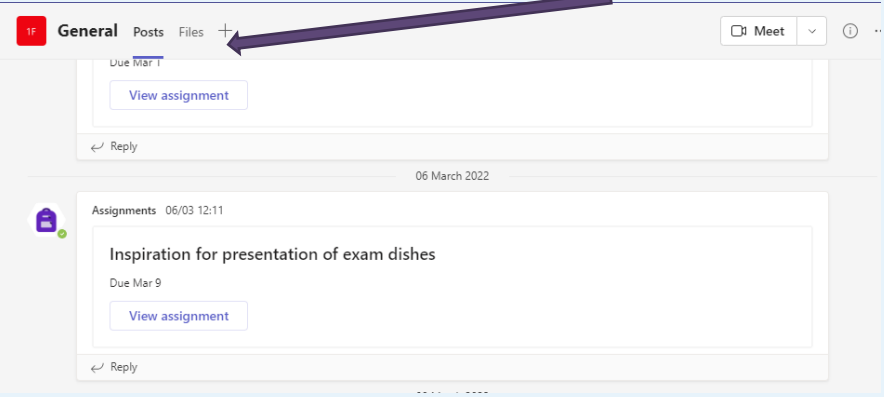 1F General Posts Files + Meet
Due Mar 1
View assignment
Reply
06 March 2022
Assignments 06/03 12:11
Inspiration for presentation of exam dishes
Due Mar 9
View assignment
Reply